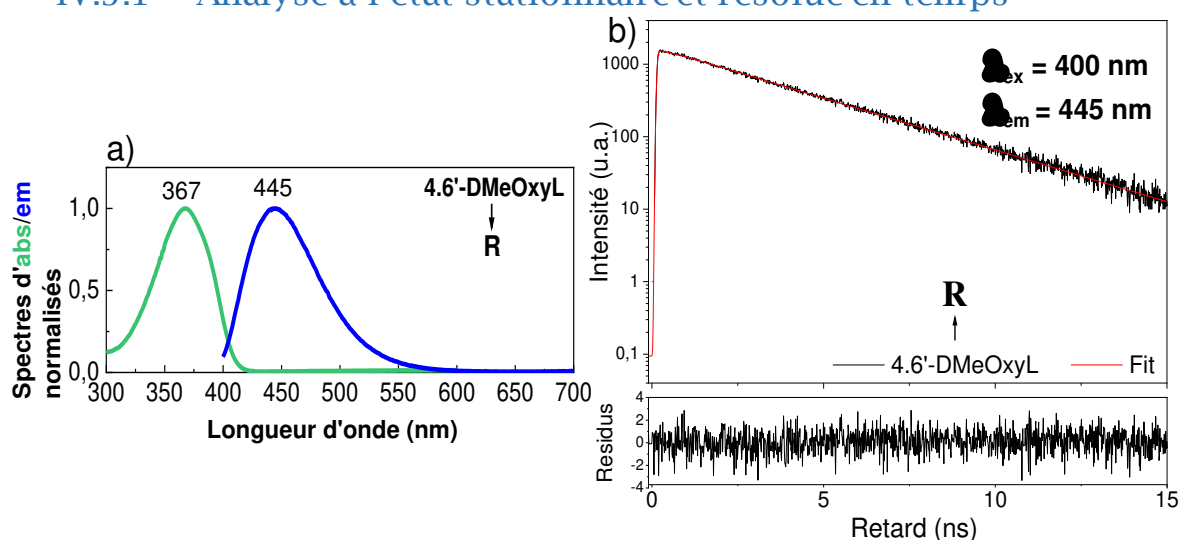 IV.3.1 Analyse à l'état stationnaire et résolue en temps
a)
367
445
4.6'-DMeOxyL
R
Spectres d'abs/em
normalisés
1,0
0,5
0,0
300 350 400 450 500 550 600 650 700
Longueur d'onde (nm)
b)
ex = 400 nm
em = 445 nm
Intensité (u.a.)
1000
100
10
1
0,1
R
4.6'-DMeOxyL
Fit
Residus
4
2
0
-2
-4
0 5 10 15
Retard (ns)